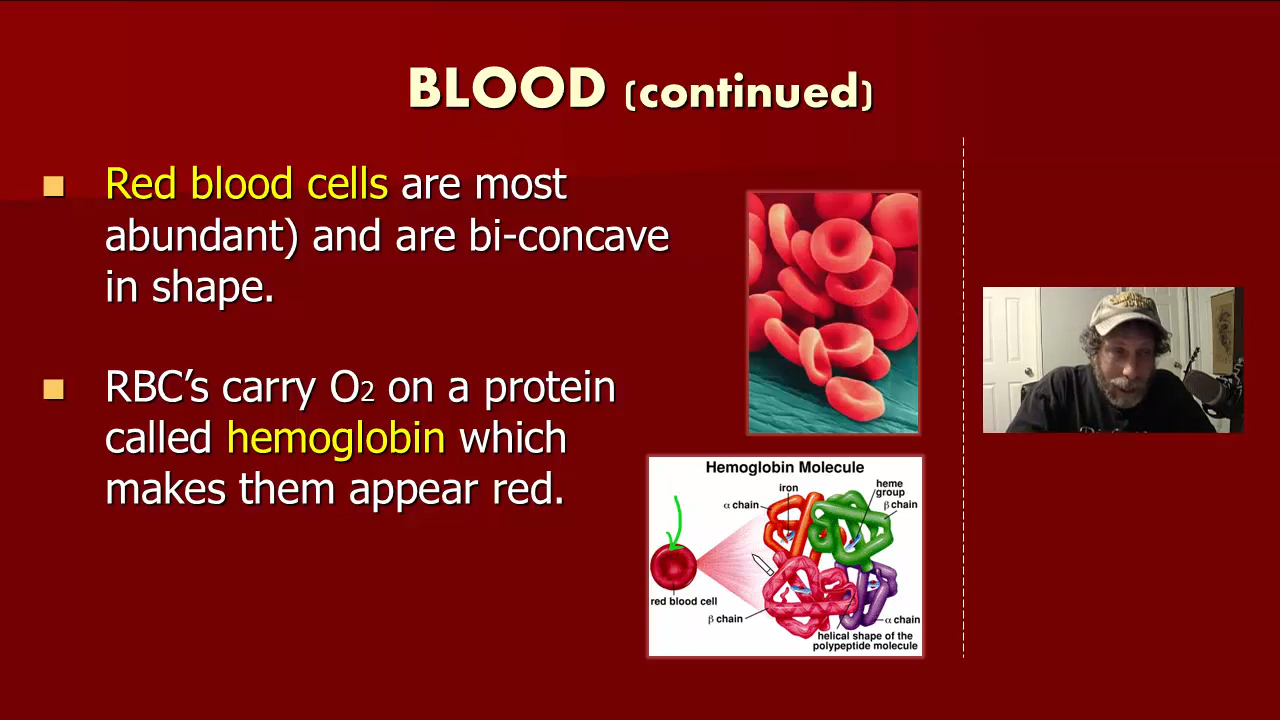 BLOOD (continued)
Red blood cells are most
abundant) and are bi-concave
in shape.
RBC’s carry O2 on a protein
called hemoglobin which
makes them appear red.
Hemoglobin Molecule
iron
heme
group
α chain
β chain
red blood cell
β chain
α chain
helical shape of the
polypeptide molecule